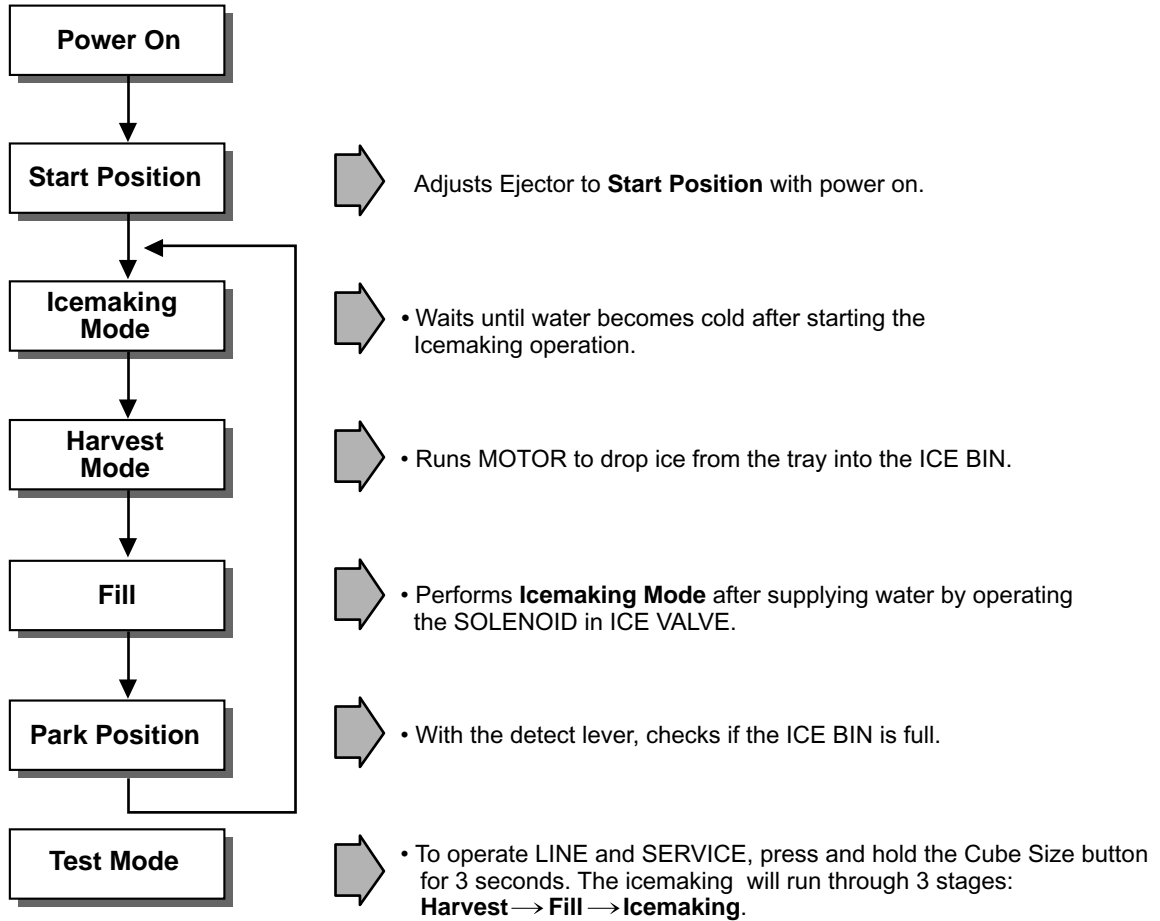 Power On
Start Position
Adjusts Ejector to Start Position with power on.
Icemaking
Mode
• Waits until water becomes cold after starting the
Icemaking operation.
Harvest
Mode
• Runs MOTOR to drop ice from the tray into the ICE BIN.
Fill
• Performs Icemaking Mode after supplying water by operating
the SOLENOID in ICE VALVE.
Park Position
• With the detect lever, checks if the ICE BIN is full.
Test Mode
• To operate LINE and SERVICE, press and hold the Cube Size button
for 3 seconds. The icemaking will run through 3 stages:
Harvest → Fill → Icemaking.